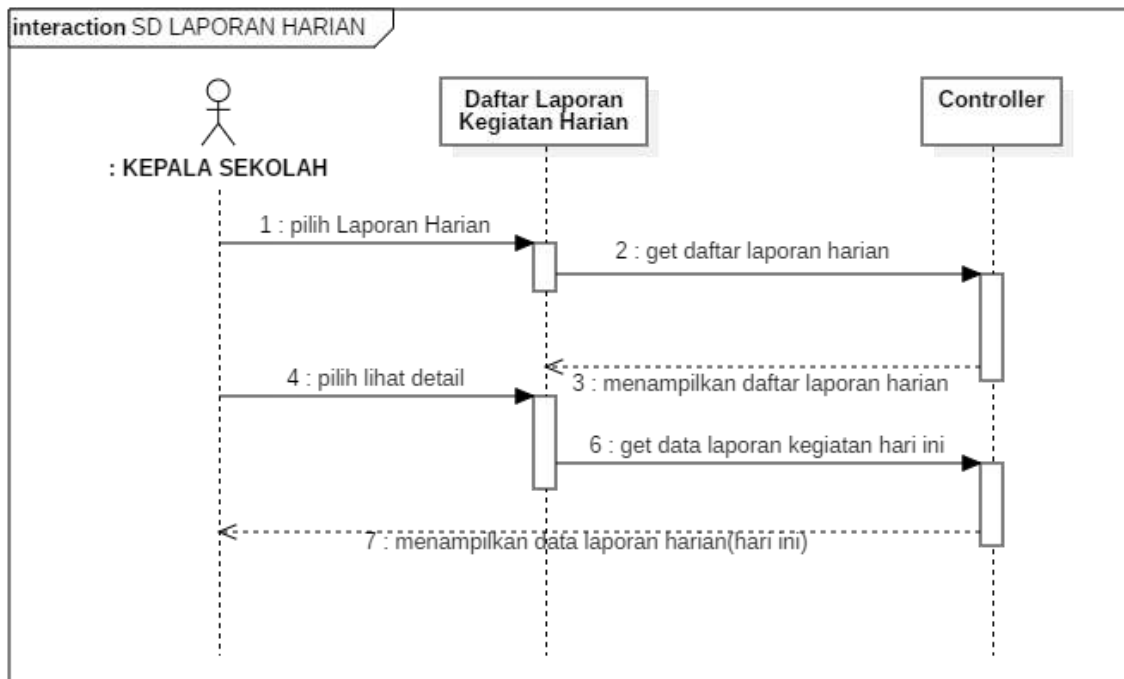 interaction SD LAPORAN HARIAN
Daftar Laporan
Kegiatan Harian
Controller
: KEPALA SEKOLAH
1 : pilih Laporan Harian
2 : get daftar laporan harian
3 : menampilkan daftar laporan harian
4 : pilih lihat detail
6 : get data laporan kegiatan hari ini
7 : menampilkan data laporan harian(hari ini)